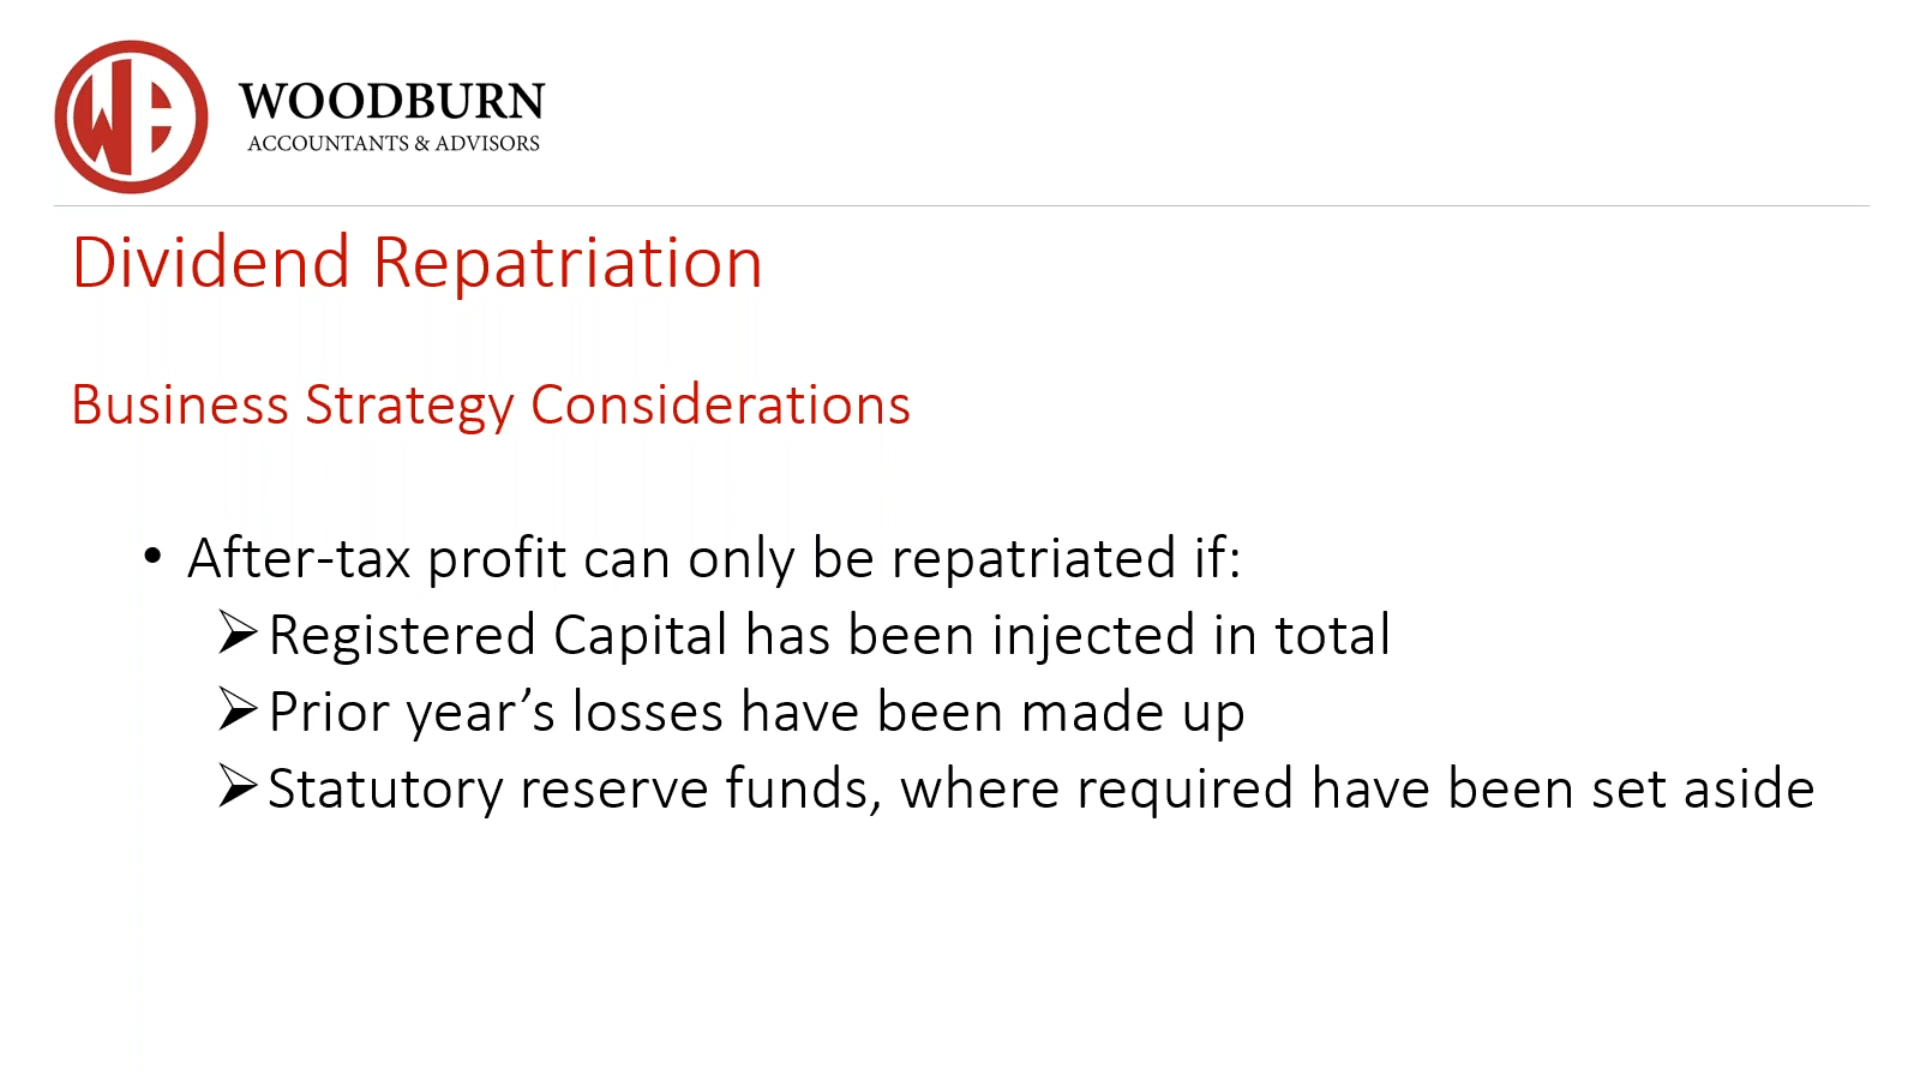 WOODBURN
ACCOUNTANTS & ADVISORS
Dividend Repatriation
Business Strategy Considerations
• After-tax profit can only be repatriated if:
➢Registered Capital has been injected in total
➢Prior year’s losses have been made up
➢Statutory reserve funds, where required have been set aside